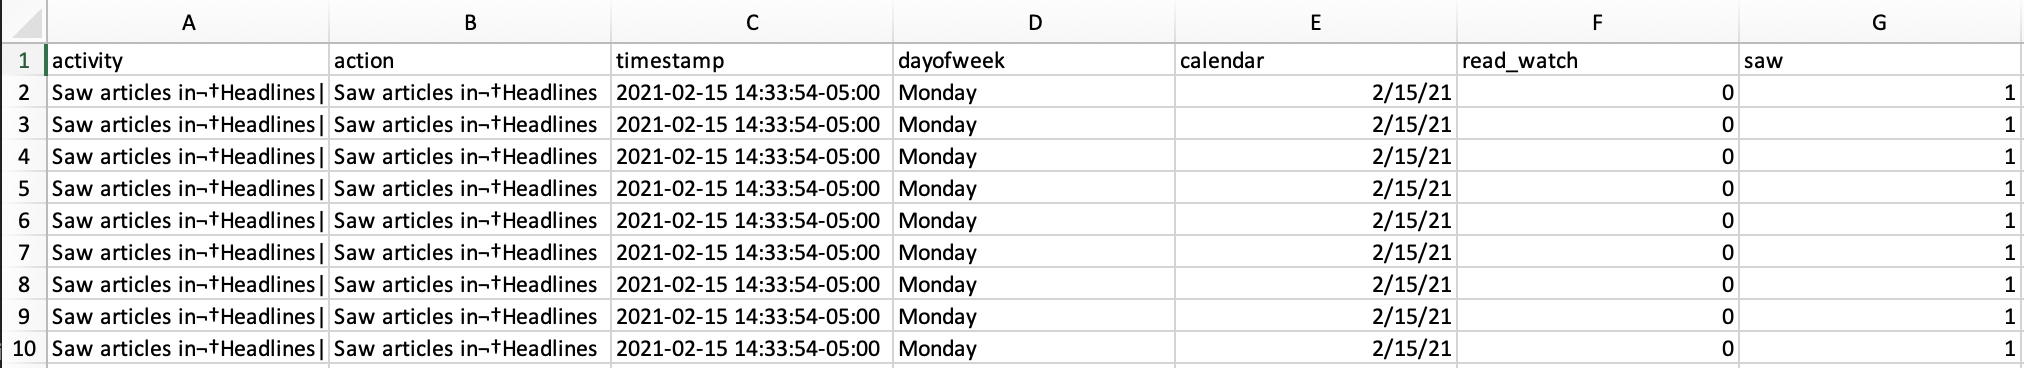 A B C D E F G
1 activity action timestamp dayofweek calendar read_watch saw
2 Saw articles in¬†Headlines| Saw articles in¬†Headlines 2021-02-15 14:33:54-05:00 Monday 2/15/21 0 1
3 Saw articles in¬†Headlines| Saw articles in¬†Headlines 2021-02-15 14:33:54-05:00 Monday 2/15/21 0 1
4 Saw articles in¬†Headlines| Saw articles in¬†Headlines 2021-02-15 14:33:54-05:00 Monday 2/15/21 0 1
5 Saw articles in¬†Headlines| Saw articles in¬†Headlines 2021-02-15 14:33:54-05:00 Monday 2/15/21 0 1
6 Saw articles in¬†Headlines| Saw articles in¬†Headlines 2021-02-15 14:33:54-05:00 Monday 2/15/21 0 1
7 Saw articles in¬†Headlines| Saw articles in¬†Headlines 2021-02-15 14:33:54-05:00 Monday 2/15/21 0 1
8 Saw articles in¬†Headlines| Saw articles in¬†Headlines 2021-02-15 14:33:54-05:00 Monday 2/15/21 0 1
9 Saw articles in¬†Headlines| Saw articles in¬†Headlines 2021-02-15 14:33:54-05:00 Monday 2/15/21 0 1
10 Saw articles in¬†Headlines| Saw articles in¬†Headlines 2021-02-15 14:33:54-05:00 Monday 2/15/21 0 1